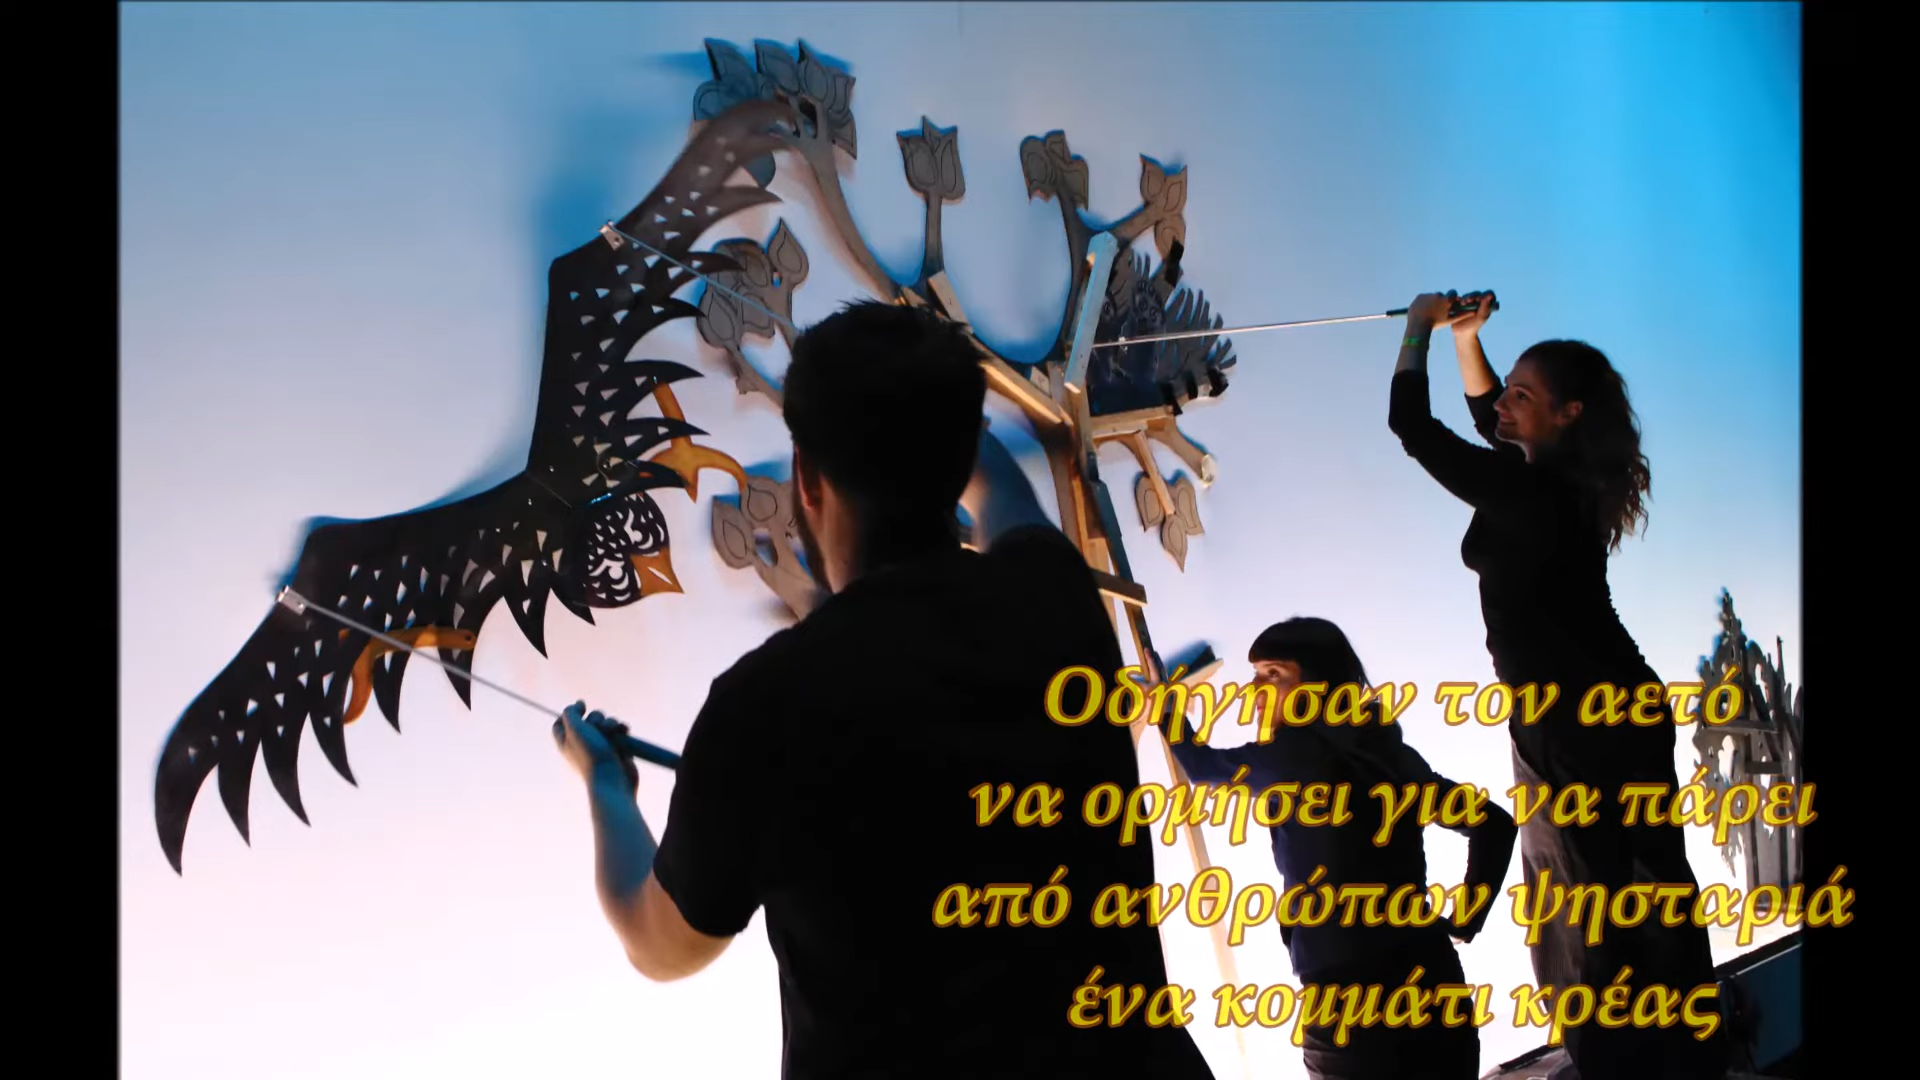 Οδήγησαν τον αετό
να ορμήσει για να πάρει
από ανθρώπων ψησταριά
ένα κομμάτι κρέας